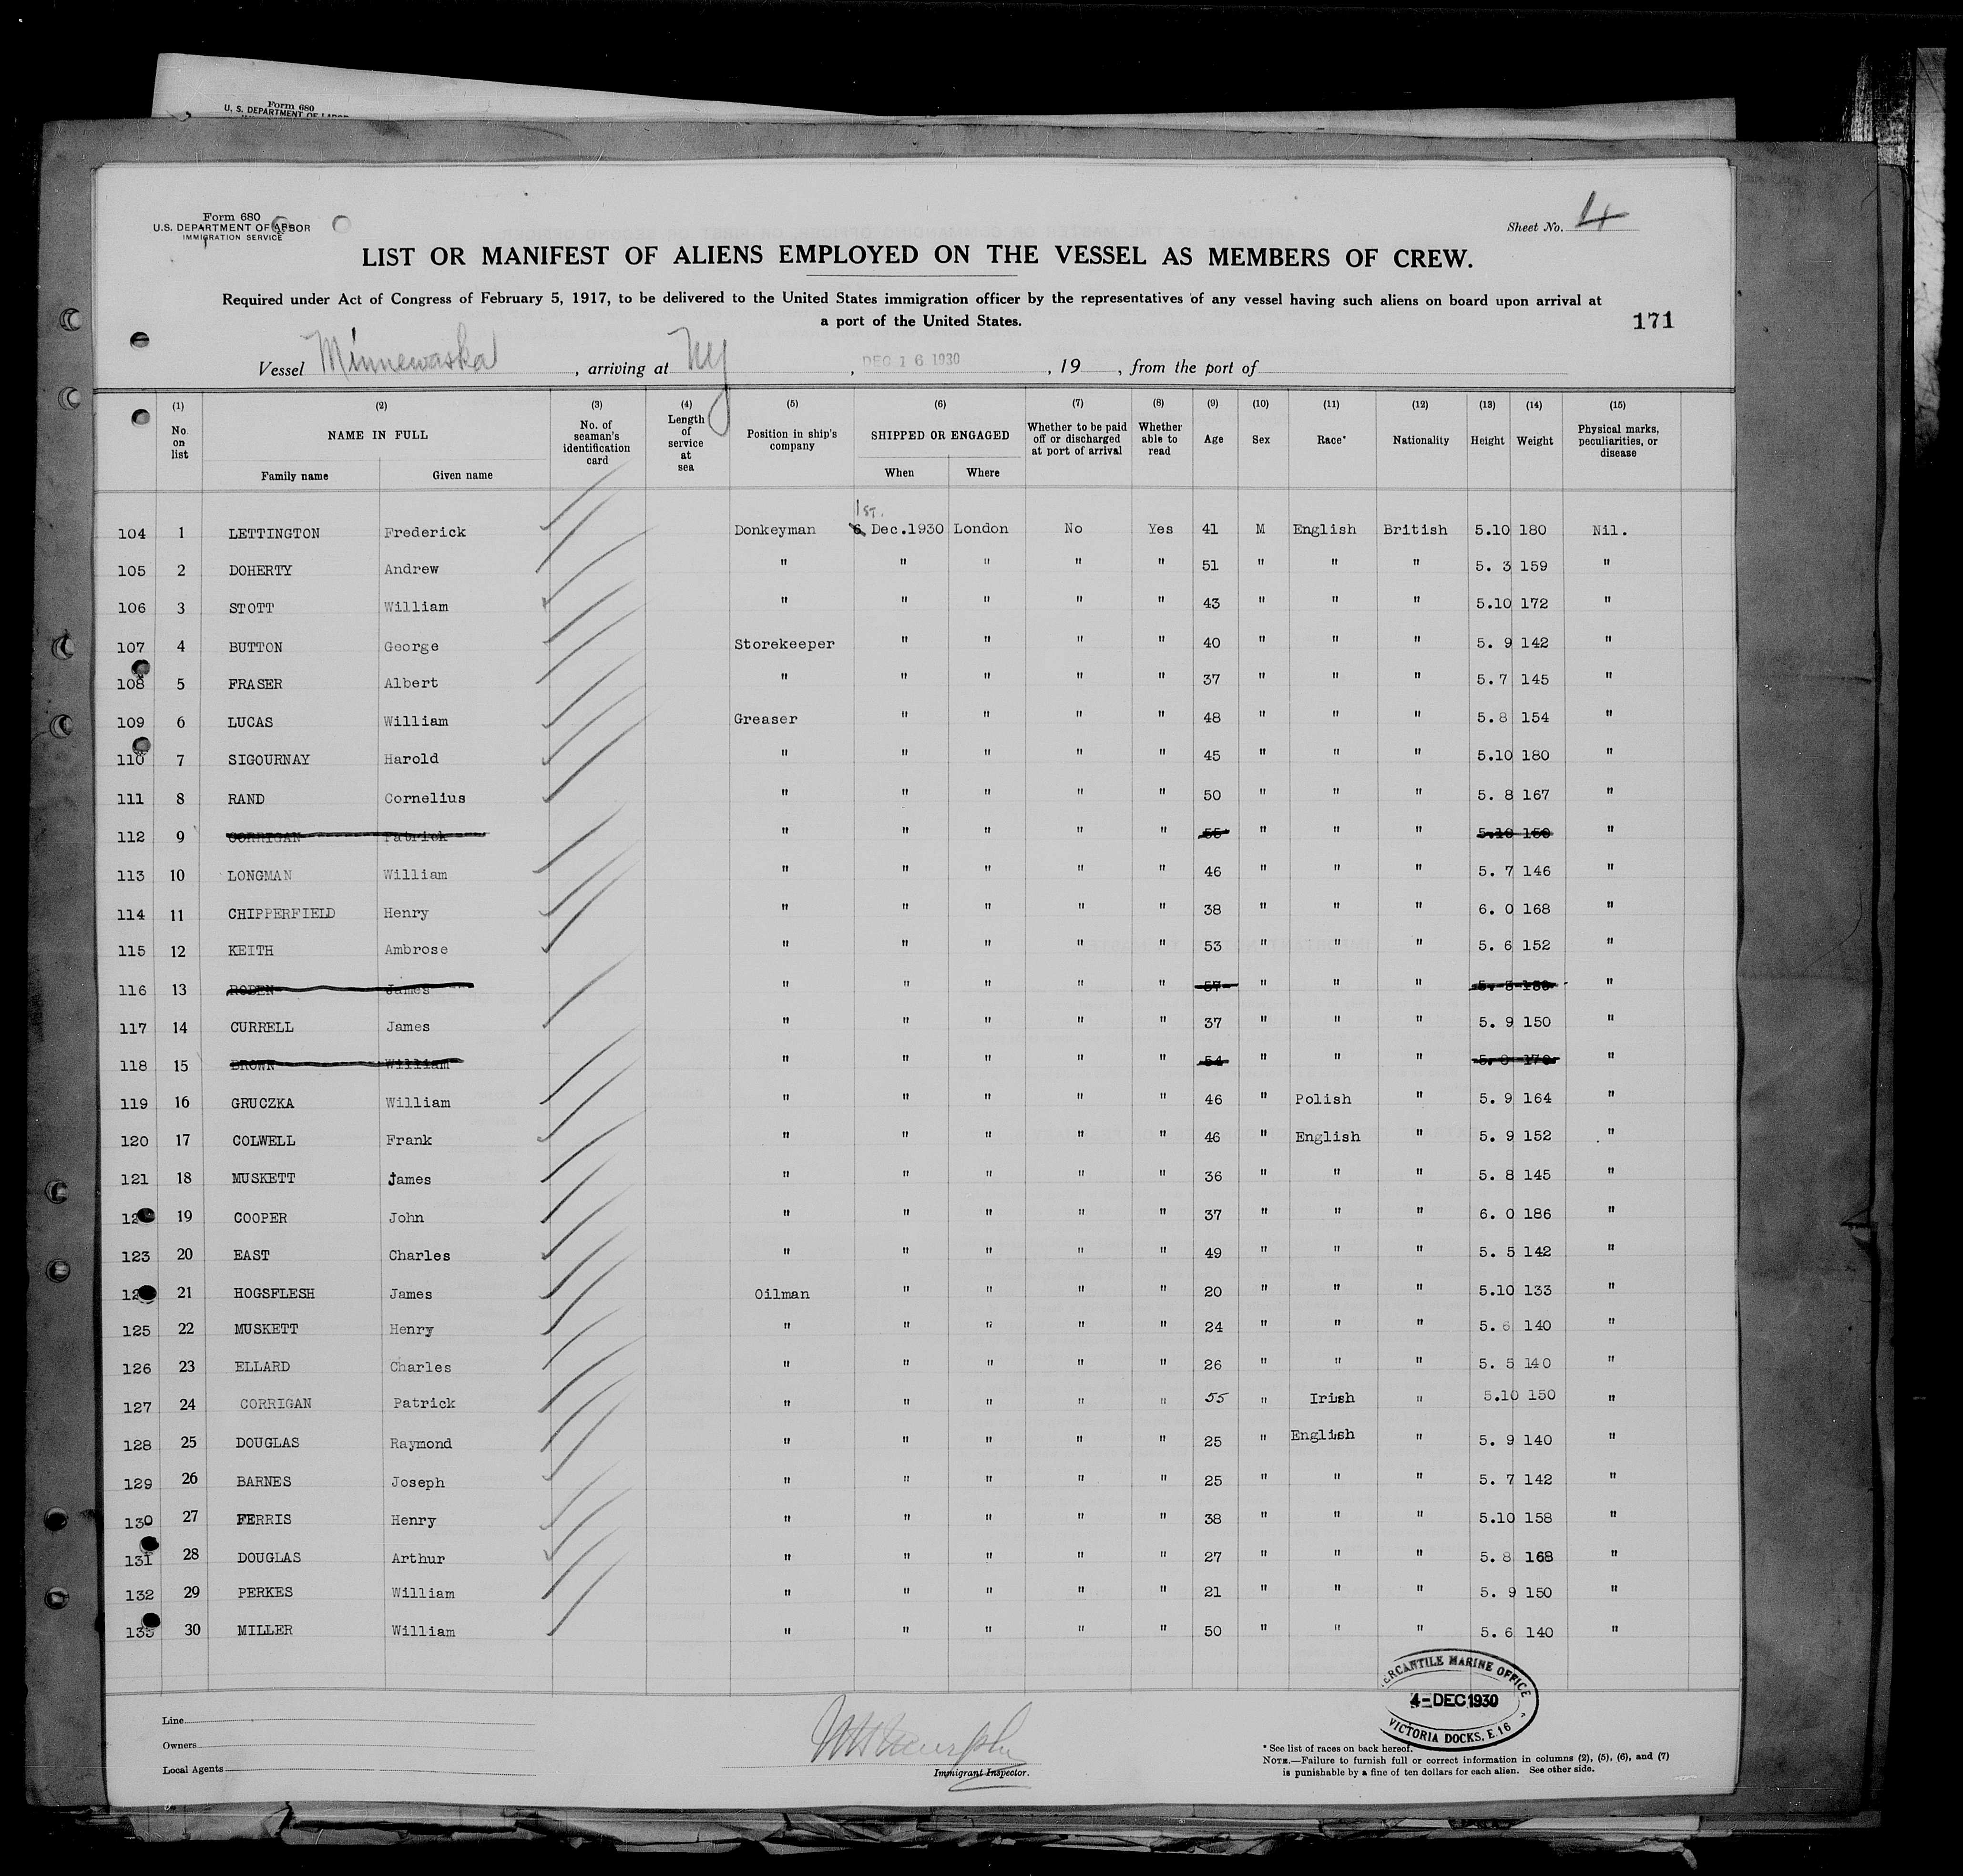 Form 680
U. S. DEPARTMENT OF LABOR
Form 680
U.S. DEPARTMENT OF LABOR
IMMIGRATION SERVICE
Sheet No. 4
LIST OR MANIFEST OF ALIENS EMPLOYED ON THE VESSEL AS MEMBERS OF CREW.
Required under Act of Congress of February 5, 1917, to be delivered to the United States immigration officer by the representatives of any vessel having such aliens on board upon arrival at
a port of the United States.
171
Vessel Minnewaska, arriving at NY, DEC 16 1930, 19 , from the port of
(1) (2) (3) (4) (5) (6) (7) (8) (9) (10) (11) (12) (13) (14) (15)
No. on list NAME IN FULL Family name Given name No. of seaman's identification card Length of service at sea Position in ship's company SHIPPED OR ENGAGED When Where Whether to be paid off or discharged at port of arrival Whether able to read Age Sex Race* Nationality Height Weight Physical marks, peculiarities, or disease
1st.
104 1 LETTINGTON Frederick Donkeyman 6 Dec.1930 London No Yes 41 M English British 5.10 180 Nil.
105 2 DOHERTY Andrew " " " " " 51 " " " 5. 3 159 "
106 3 STOTT William " " " " " 43 " " " 5.10 172 "
107 4 BUTTON George Storekeeper " " " " 40 " " " 5. 9 142 "
108 5 FRASER Albert " " " " " 37 " " " 5.7 145 "
109 6 LUCAS William Greaser " " " " 48 " " " 5.8 154 "
110 7 SIGOURNAY Harold " " " " " 45 " " " 5.10 180 "
111 8 RAND Cornelius " " " " " 50 " " " 5. 8 167 "
112 9 CORRIGAN Patrick " " " " " 55 " " " 5.10 150 "
113 10 LONGMAN William " " " " " 46 " " " 5. 7 146 "
114 11 CHIPPERFIELD Henry " " " " " 38 " " " 6. 0 168 "
115 12 KEITH Ambrose " " " " " 53 " " " 5. 6 152 "
116 13 RODEN James " " " " " 57 " " " "
117 14 CURRELL James " " " " " 37 " " " 5. 9 150 "
118 15 BROWN William " " " " " 54 " " " "
119 16 GRUCZKA William " " " " " 46 " Polish " 5. 9 164 "
120 17 COLWELL Frank " " " " " 46 " English " 5. 9 152 "
121 18 MUSKETT James " " " " " 36 " " " 5. 8 145 "
12 19 COOPER John " " " " " 37 " " " 6. 0 186 "
123 20 EAST Charles " " " " " 49 " " " 5. 5 142 "
12 21 HOGSFLESH James Oilman " " " " 20 " " " 5.10 133 "
125 22 MUSKETT Henry " " " " " 24 " " " 5. 6 140 "
126 23 ELLARD Charles " " " " " 26 " " " 5. 5 140 "
127 24 CORRIGAN Patrick " " " " " 55 " Irish " 5.10 150 "
128 25 DOUGLAS Raymond " " " " " 25 " English " 5. 9 140 "
129 26 BARNES Joseph " " " " " 25 " " " 5. 7 142 "
130 27 FERRIS Henry " " " " " 38 " " " 5.10 158 "
131 28 DOUGLAS Arthur " " " " " 27 " " " 5. 8 168 "
132 29 PERKES William " " " " " 21 " " " 5. 9 150 "
133 30 MILLER William " " " " " 50 " " " 5. 6 140 "
MERCANTILE MARINE OFFICE
4-DEC 1930
VICTORIA DOCKS. E.16
Line
Owners
Local Agents
Immigrant Inspector.
* See list of races on back hereof.
NOTE.—Failure to furnish full or correct information in columns (2), (5), (6), and (7)
is punishable by a fine of ten dollars for each alien. See other side.